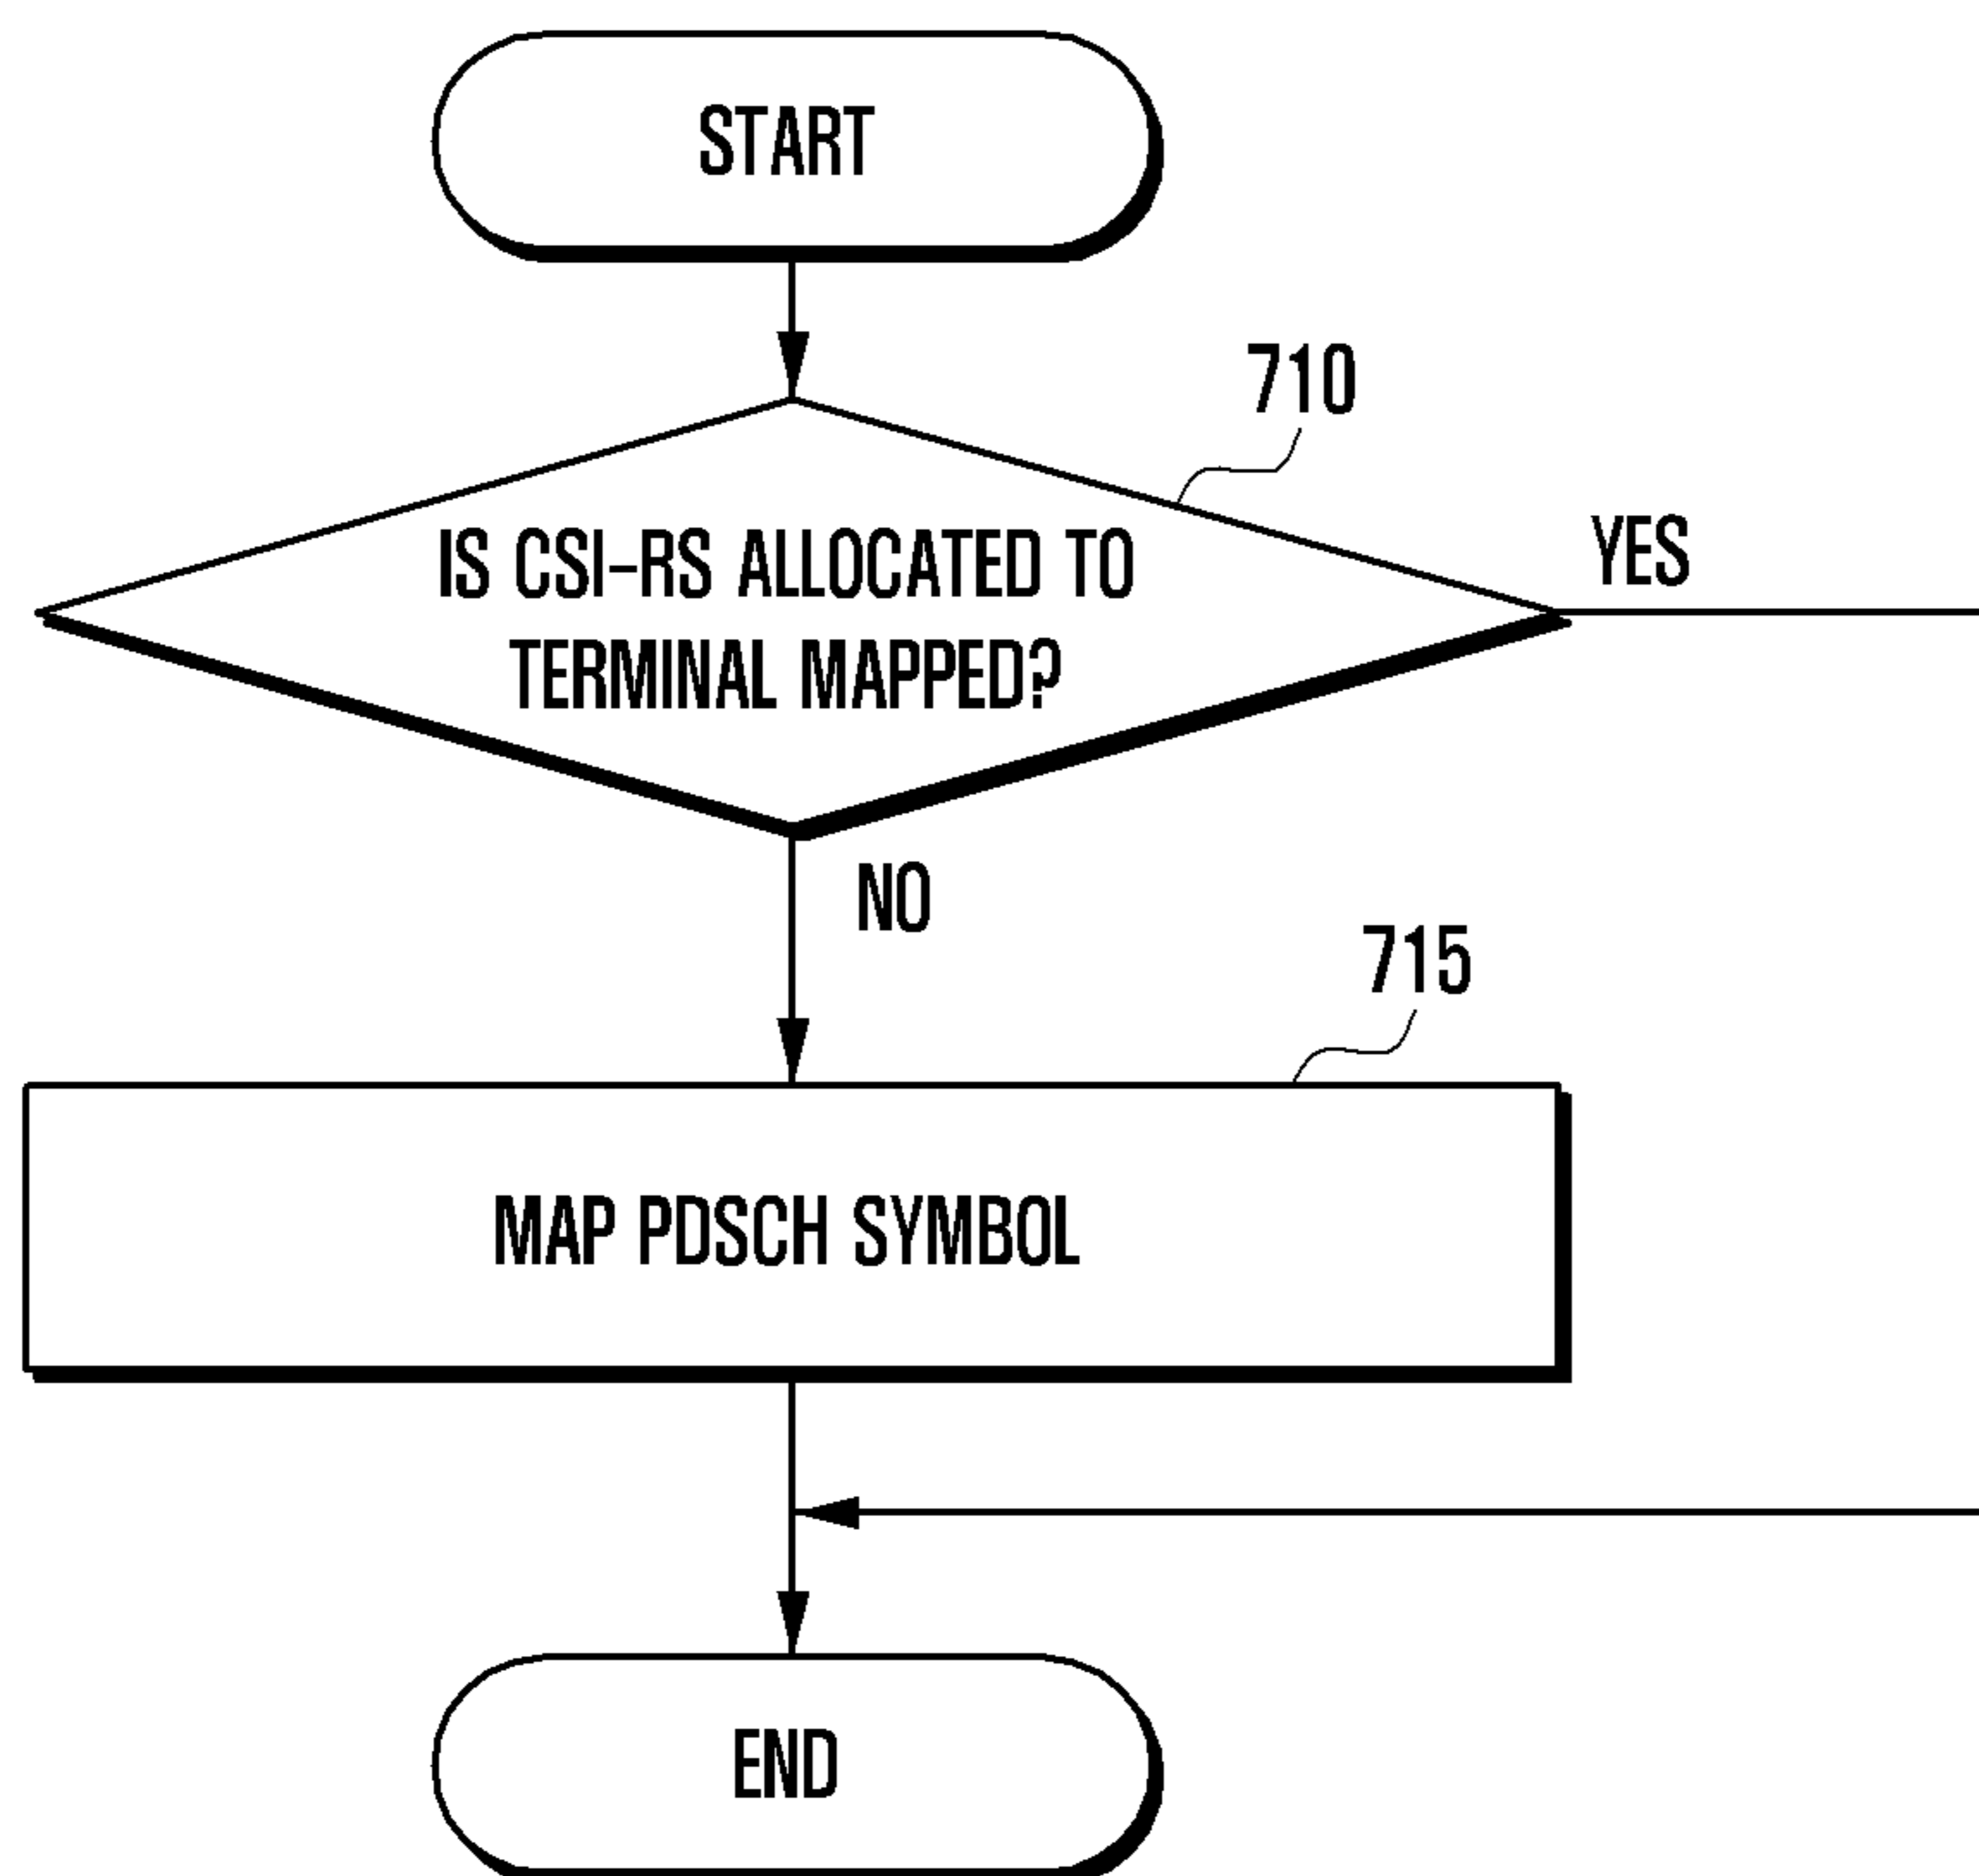 START
710
IS CSI-RS ALLOCATED TO
TERMINAL MAPPED?
YES
NO
715
MAP PDSCH SYMBOL
END